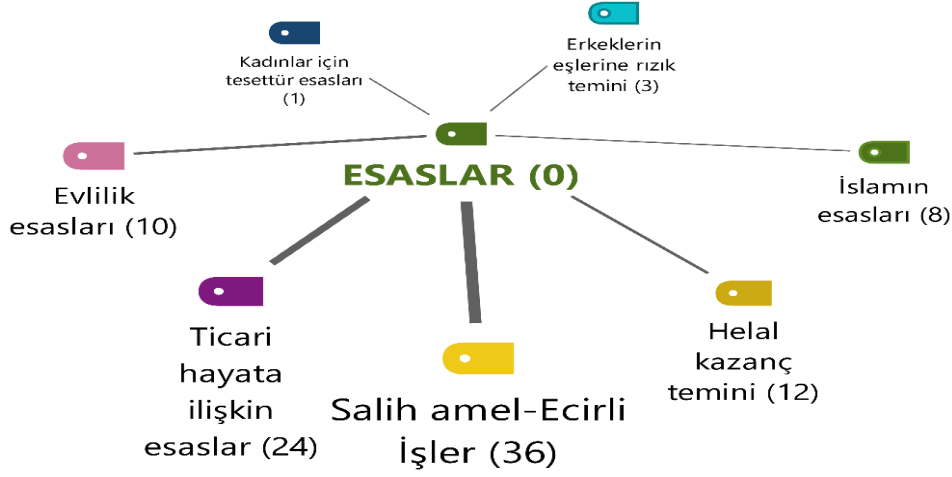 Kadınlar için
tesettür esasları
(1)
Erkeklerin
eşlerine rızık
temini (3)
ESASLAR (0)
Evlilik
esasları (10)
İslamın
esasları (8)
Ticari
hayata
ilişkin
esaslar (24)
Salih amel-Ecirli
İşler (36)
Helal
kazanç
temini (12)